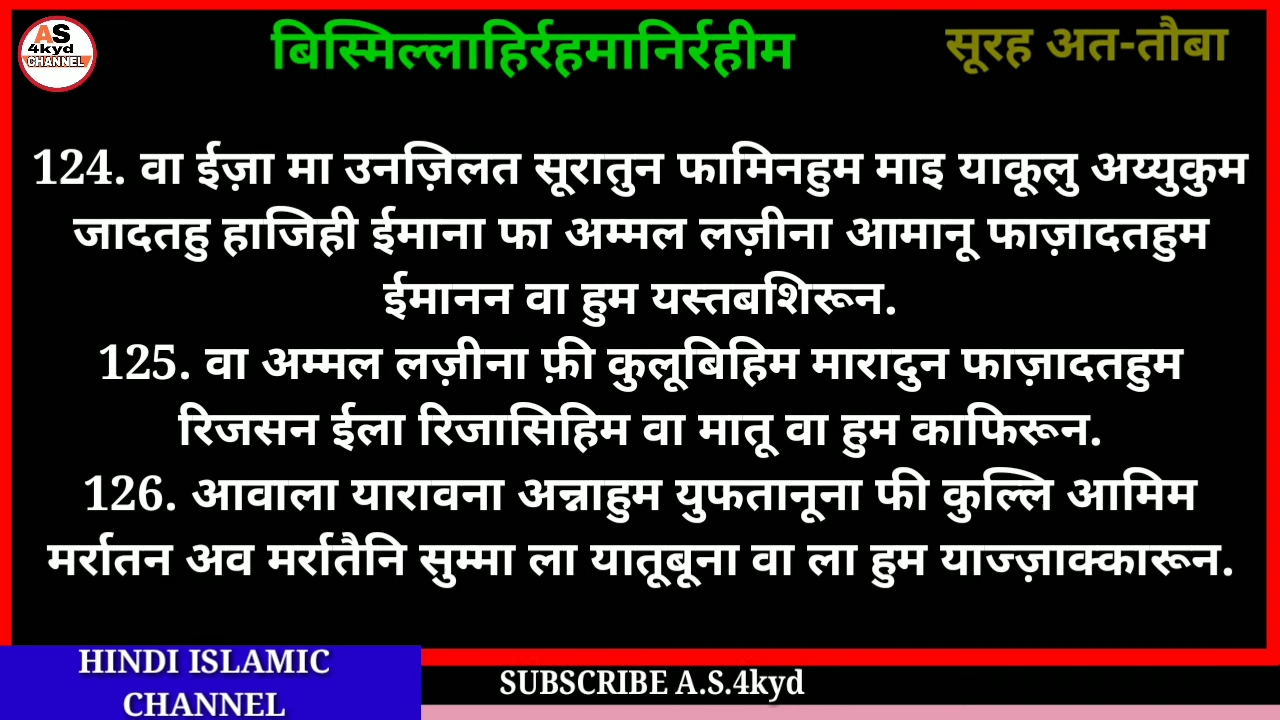 AS
4kyd
CHANNEL
बिस्मिल्लाहिर्रहमानिर्रहीम
सूरह अत-तौबा
124. वा ईज़ा मा उनज़िलत सूरातुन फामिनहुम माइ याकूलु अय्युकुम
जादतहु हाजिही ईमाना फा अम्मल लज़ीना आमानू फाज़ादतहुम
ईमानन वा हुम यस्तबशिरून.
125. वा अम्मल लज़ीना फ़ी कुलूबिहिम मारादुन फाज़ादतहुम
रिजसन ईला रिजासिहिम वा मातू वा हुम काफिरून.
126. आवाला यारावना अन्नाहुम युफतानूना फी कुल्लि आमिम
मर्रातन अव मर्रातैनि सुम्मा ला यातूबूना वा ला हुम याज्ज़ाक्कारून.
HINDI ISLAMIC
CHANNEL
SUBSCRIBE A.S.4kyd